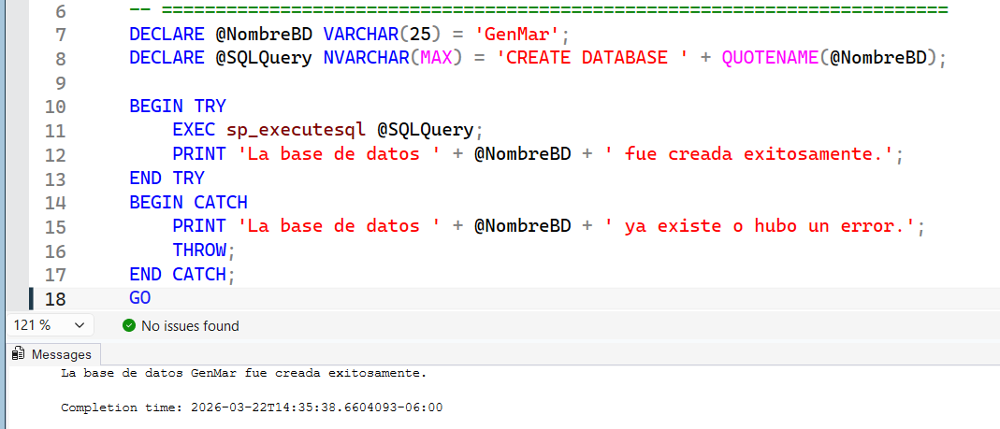 6 -- =========================================================================
7 DECLARE @NombreBD VARCHAR(25) = 'GenMar';
8 DECLARE @SQLQuery NVARCHAR(MAX) = 'CREATE DATABASE ' + QUOTENAME(@NombreBD);
9
10 BEGIN TRY
11 EXEC sp_executesql @SQLQuery;
12 PRINT 'La base de datos ' + @NombreBD + ' fue creada exitosamente.';
13 END TRY
14 BEGIN CATCH
15 PRINT 'La base de datos ' + @NombreBD + ' ya existe o hubo un error.';
16 THROW;
17 END CATCH;
18 GO
121 % No issues found
Messages
La base de datos GenMar fue creada exitosamente.
Completion time: 2026-03-22T14:35:38.6604093-06:00